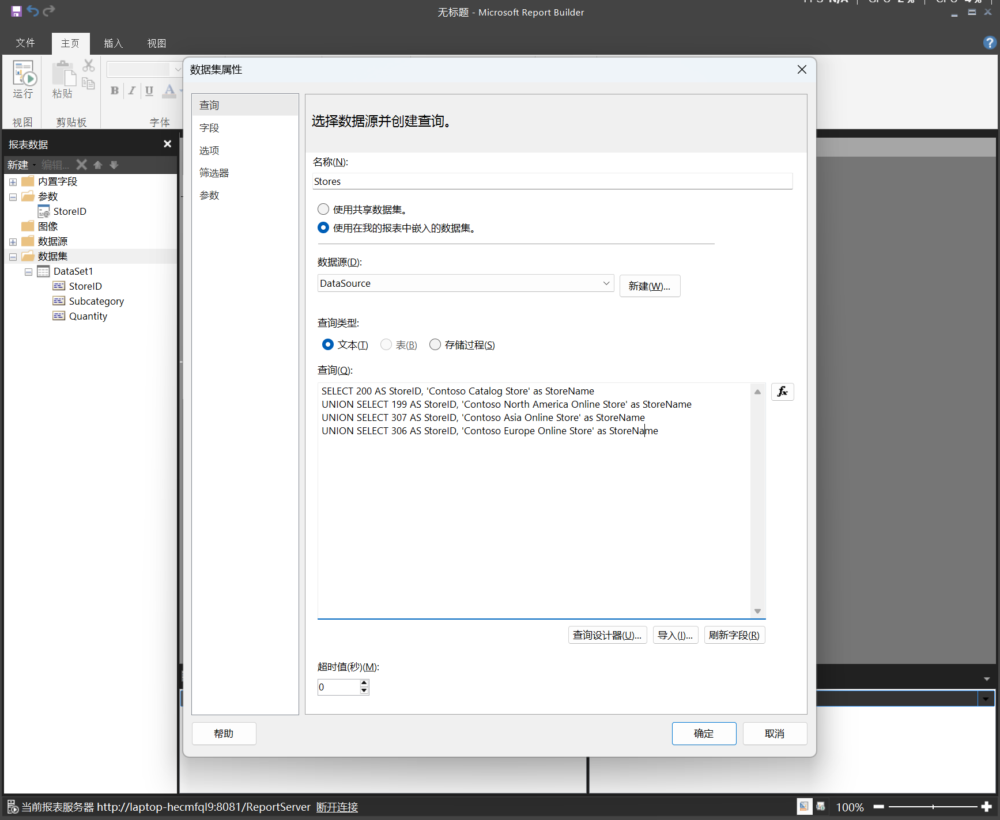 无标题 - Microsoft Report Builder
文件
主页
插入
视图
运行
粘贴
B
I
U
A
视图
剪贴板
字体
报表数据
新建
编辑...
内置字段
参数
StoreID
图像
数据源
数据集
DataSet1
StoreID
Subcategory
Quantity
数据集属性
查询
字段
选项
筛选器
参数
选择数据源并创建查询。
名称(N):
Stores
使用共享数据集。
使用在我的报表中嵌入的数据集。
数据源(D):
DataSource
新建(W)...
查询类型:
文本(T)
表(B)
存储过程(S)
查询(Q):
SELECT 200 AS StoreID, 'Contoso Catalog Store' as StoreName
UNION SELECT 199 AS StoreID, 'Contoso North America Online Store' as StoreName
UNION SELECT 307 AS StoreID, 'Contoso Asia Online Store' as StoreName
UNION SELECT 306 AS StoreID, 'Contoso Europe Online Store' as StoreName
fx
查询设计器(U)...
导入(I)...
刷新字段(R)
超时值(秒)(M):
0
帮助
确定
取消
当前报表服务器 http://laptop-hecmfql9:8081/ReportServer 断开连接
100%